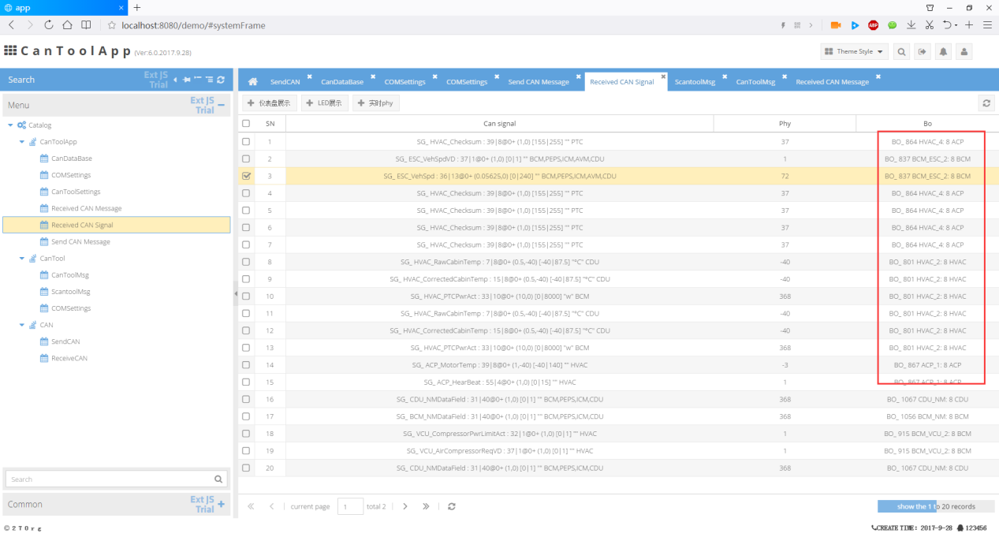 app
localhost:8080/demo/#systemFrame
ABP
CanToolApp (Ver:6.0.2017.9.28)
Theme Style
Search
Ext JS Trial
SendCAN
CanDataBase
COMSettings
COMSettings
Send CAN Message
Received CAN Signal
ScantoolMsg
CanToolMsg
Received CAN Message
Menu
Ext JS Trial
仪表盘展示
LED展示
实时phy
Catalog
CanToolApp
CanDataBase
COMSettings
CanToolSettings
Received CAN Message
Received CAN Signal
Send CAN Message
CanTool
CanToolMsg
ScantoolMsg
COMSettings
CAN
SendCAN
ReceiveCAN
SN Can signal Phy Bo
1 SG_ HVAC_Checksum : 39|8@0+ (1,0) [155|255] "" PTC 37 BO_ 864 HVAC_4: 8 ACP
2 SG_ ESC_VehSpdVD : 37|1@0+ (1,0) [0|1] "" BCM,PEPS,ICM,AVM,CDU 1 BO_ 837 BCM_ESC_2: 8 BCM
3 SG_ ESC_VehSpd : 36|13@0+ (0.05625,0) [0|240] "" BCM,PEPS,ICM,AVM,CDU 72 BO_ 837 BCM_ESC_2: 8 BCM
4 SG_ HVAC_Checksum : 39|8@0+ (1,0) [155|255] "" PTC 37 BO_ 864 HVAC_4: 8 ACP
5 SG_ HVAC_Checksum : 39|8@0+ (1,0) [155|255] "" PTC 37 BO_ 864 HVAC_4: 8 ACP
6 SG_ HVAC_Checksum : 39|8@0+ (1,0) [155|255] "" PTC 37 BO_ 864 HVAC_4: 8 ACP
7 SG_ HVAC_Checksum : 39|8@0+ (1,0) [155|255] "" PTC 37 BO_ 864 HVAC_4: 8 ACP
8 SG_ HVAC_RawCabinTemp : 7|8@0+ (0.5,-40) [-40|87.5] "°C" CDU -40 BO_ 801 HVAC_2: 8 HVAC
9 SG_ HVAC_CorrectedCabinTemp : 15|8@0+ (0.5,-40) [-40|87.5] "°C" CDU -40 BO_ 801 HVAC_2: 8 HVAC
10 SG_ HVAC_PTCPwrAct : 33|10@0+ (10,0) [0|8000] "w" BCM 368 BO_ 801 HVAC_2: 8 HVAC
11 SG_ HVAC_RawCabinTemp : 7|8@0+ (0.5,-40) [-40|87.5] "°C" CDU -40 BO_ 801 HVAC_2: 8 HVAC
12 SG_ HVAC_CorrectedCabinTemp : 15|8@0+ (0.5,-40) [-40|87.5] "°C" CDU -40 BO_ 801 HVAC_2: 8 HVAC
13 SG_ HVAC_PTCPwrAct : 33|10@0+ (10,0) [0|8000] "w" BCM 368 BO_ 801 HVAC_2: 8 HVAC
14 SG_ ACP_MotorTemp : 39|8@0+ (1,-40) [-40|140] "" HVAC -3 BO_ 867 ACP_1: 8 ACP
15 SG_ ACP_HearBeat : 55|4@0+ (1,0) [0|15] "" HVAC 1 BO_ 867 ACP_1: 8 ACP
16 SG_ CDU_NMDataField : 31|40@0+ (1,0) [0|1] "" BCM,PEPS,ICM,CDU 368 BO_ 1067 CDU_NM: 8 CDU
17 SG_ BCM_NMDataField : 31|40@0+ (1,0) [0|1] "" BCM,PEPS,ICM,CDU 368 BO_ 1056 BCM_NM: 8 BCM
18 SG_ VCU_CompressorPwrLimitAct : 32|1@0+ (1,0) [0|1] "" HVAC 1 BO_ 915 BCM_VCU_2: 8 BCM
19 SG_ VCU_AirCompressorReqVD : 37|1@0+ (1,0) [0|1] "" HVAC 1 BO_ 915 BCM_VCU_2: 8 BCM
20 SG_ CDU_NMDataField : 31|40@0+ (1,0) [0|1] "" BCM,PEPS,ICM,CDU 368 BO_ 1067 CDU_NM: 8 CDU
Search
Common
Ext JS Trial
current page 1 total 2
show the 1 to 20 records
©270rg
CREATE TIME: 2017-9-28 123456